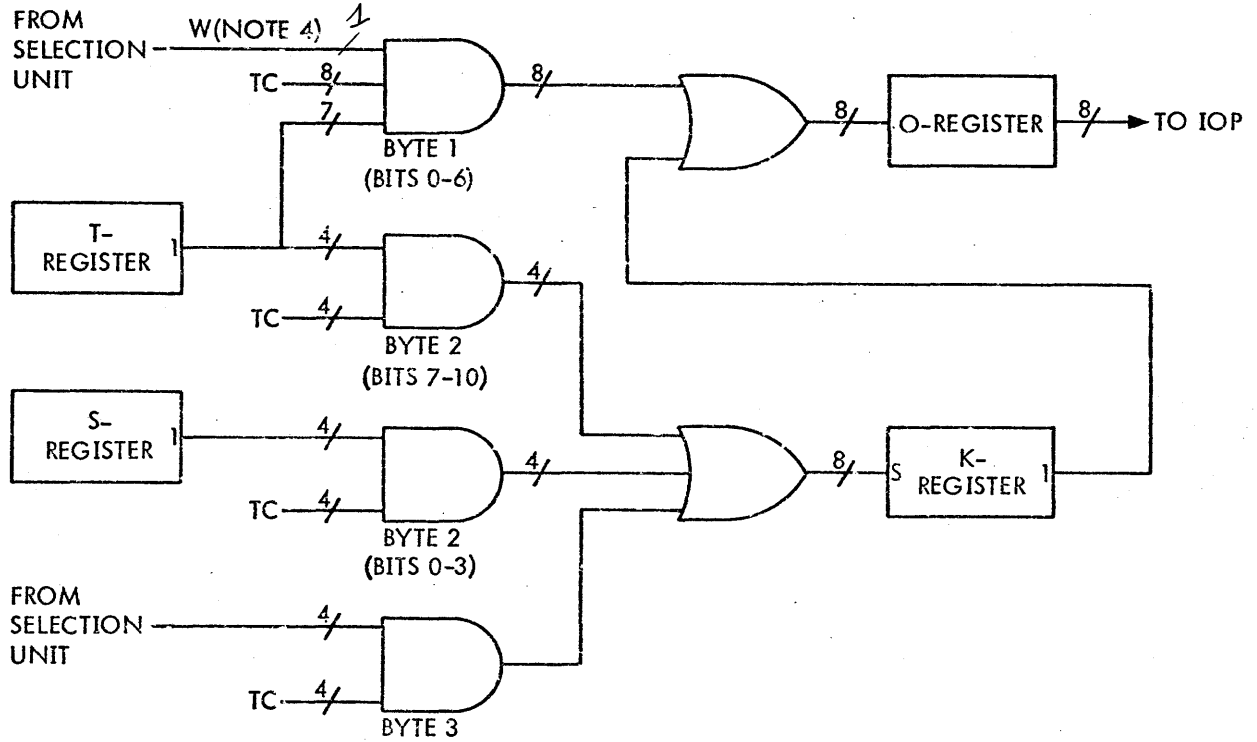 FROM
SELECTION
UNIT
W(NOTE 4)
1
TC
8
7
BYTE 1
(BITS 0-6)
8
8
O-REGISTER
8
TO IOP
T-
REGISTER
1
4
TC
4
BYTE 2
(BITS 7-10)
4
S-
REGISTER
1
4
TC
4
BYTE 2
(BITS 0-3)
4
8
S
K-
REGISTER
1
FROM
SELECTION
UNIT
4
TC
4
BYTE 3